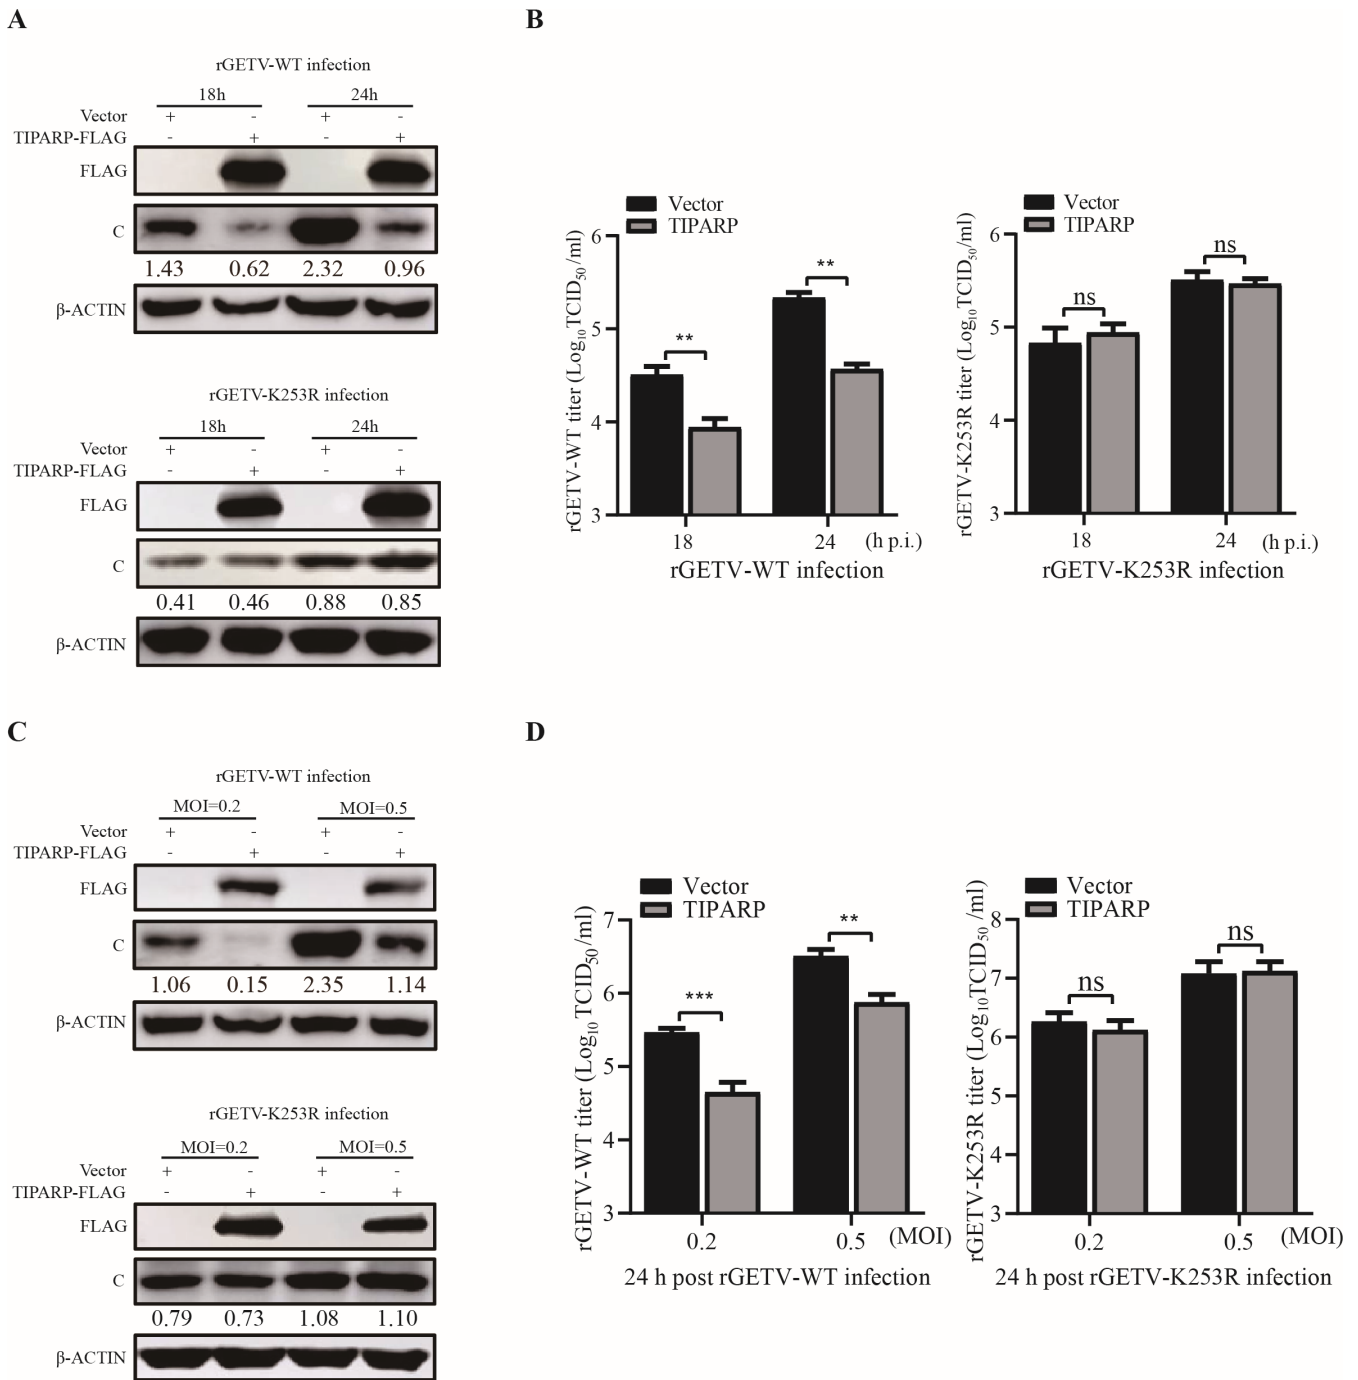 A
rGETV-WT infection
18h 24h
Vector + - + -
TIPARP-FLAG - + - +
FLAG
C
1.43 0.62 2.32 0.96
β-ACTIN
rGETV-K253R infection
18h 24h
Vector + - + -
TIPARP-FLAG - + - +
FLAG
C
0.41 0.46 0.88 0.85
β-ACTIN
B
rGETV-WT titer (Log10 TCID50/ml)
Vector
TIPARP
6
5
4
3
**
**
18 24 (h p.i.)
rGETV-WT infection
rGETV-K253R titer (Log10 TCID50/ml)
Vector
TIPARP
6
5
4
3
ns
ns
18 24 (h p.i.)
rGETV-K253R infection
C
rGETV-WT infection
MOI=0.2 MOI=0.5
Vector + - + -
TIPARP-FLAG - + - +
FLAG
C
1.06 0.15 2.35 1.14
β-ACTIN
rGETV-K253R infection
MOI=0.2 MOI=0.5
Vector + - + -
TIPARP-FLAG - + - +
FLAG
C
0.79 0.73 1.08 1.10
β-ACTIN
D
rGETV-WT titer (Log10 TCID50/ml)
Vector
TIPARP
7
6
5
4
3
***
**
0.2 0.5 (MOI)
24 h post rGETV-WT infection
rGETV-K253R titer (Log10 TCID50 /ml)
Vector
TIPARP
8
7
6
5
4
3
ns
ns
0.2 0.5 (MOI)
24 h post rGETV-K253R infection